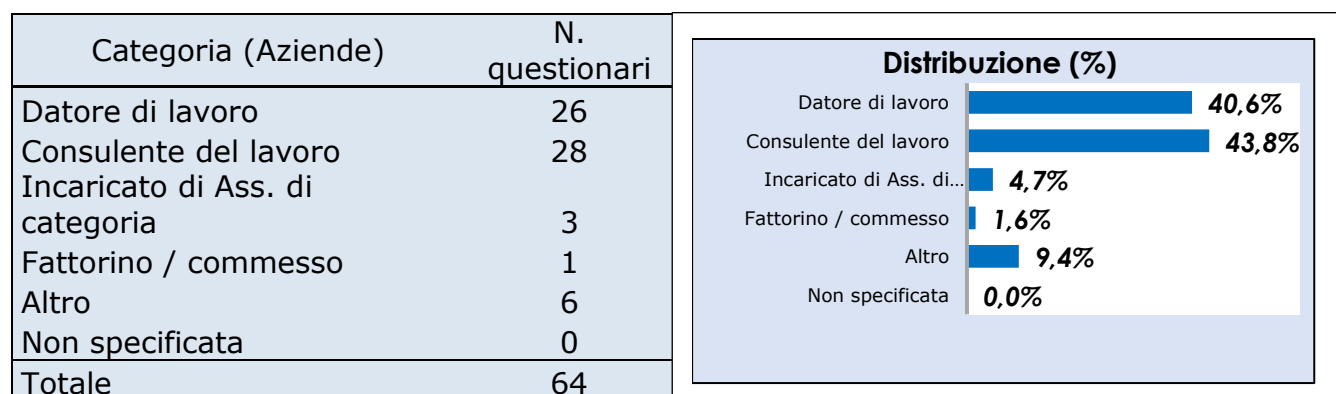 Categoria (Aziende)
N.
questionari
Datore di lavoro 26
Consulente del lavoro 28
Incaricato di Ass. di
categoria 3
Fattorino / commesso 1
Altro 6
Non specificata 0
Totale 64
Distribuzione (%)
Datore di lavoro 40,6%
Consulente del lavoro 43,8%
Incaricato di Ass. di... 4,7%
Fattorino / commesso 1,6%
Altro 9,4%
Non specificata 0,0%